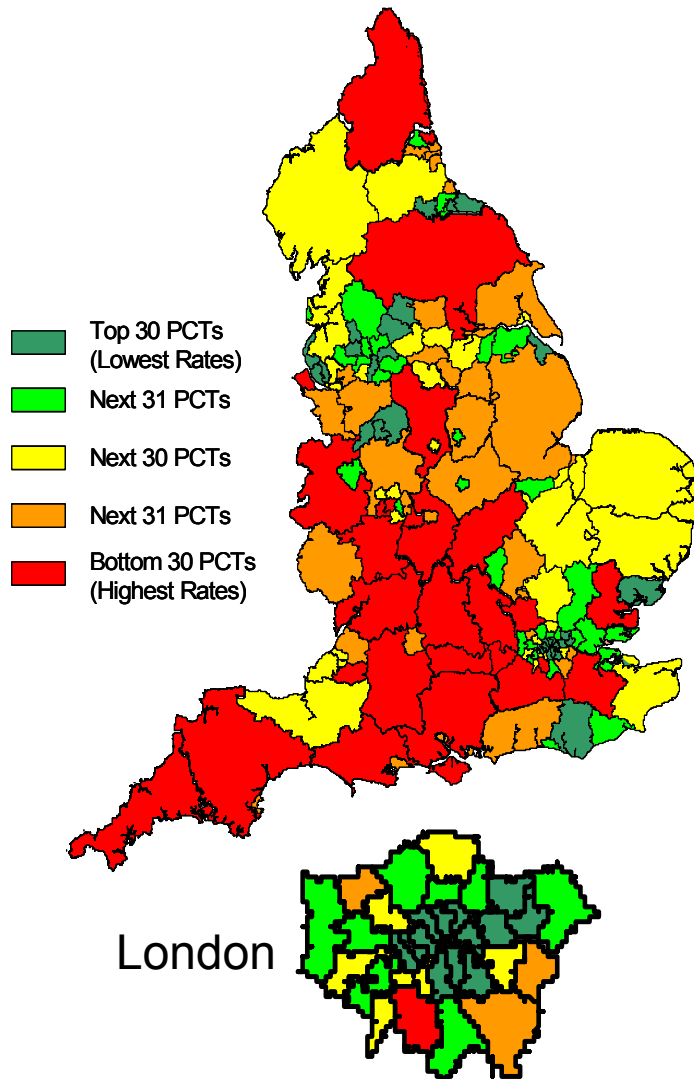 Top 30 PCTs
(Lowest Rates)
Next 31 PCTs
Next 30 PCTs
Next 31 PCTs
Bottom 30 PCTs
(Highest Rates)
London